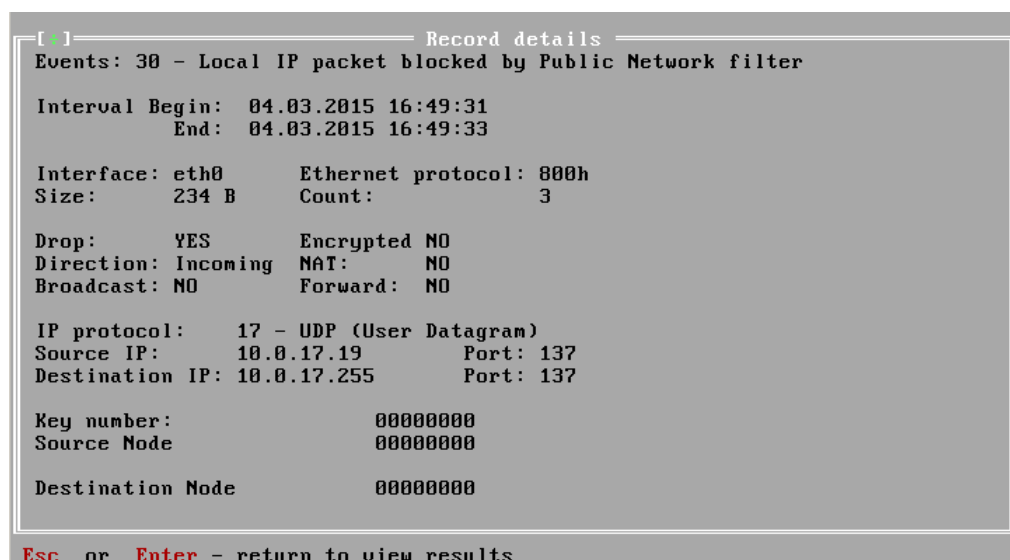 [↕] Record details
Events: 30 - Local IP packet blocked by Public Network filter
Interval Begin: 04.03.2015 16:49:31
End: 04.03.2015 16:49:33
Interface: eth0 Ethernet protocol: 800h
Size: 234 B Count: 3
Drop: YES Encrypted NO
Direction: Incoming NAT: NO
Broadcast: NO Forward: NO
IP protocol: 17 - UDP (User Datagram)
Source IP: 10.0.17.19 Port: 137
Destination IP: 10.0.17.255 Port: 137
Key number: 00000000
Source Node 00000000
Destination Node 00000000
Esc or Enter - return to view results